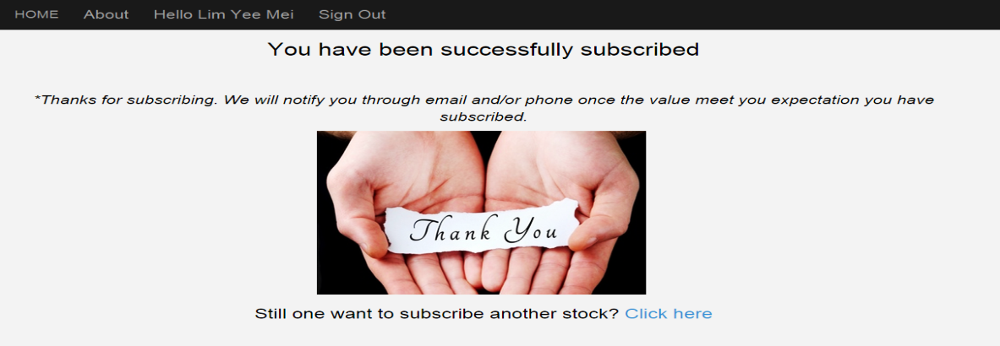 HOME About Hello Lim Yee Mei Sign Out
You have been successfully subscribed
*Thanks for subscribing. We will notify you through email and/or phone once the value meet you expectation you have
subscribed.
Thank You
Still one want to subscribe another stock? Click here